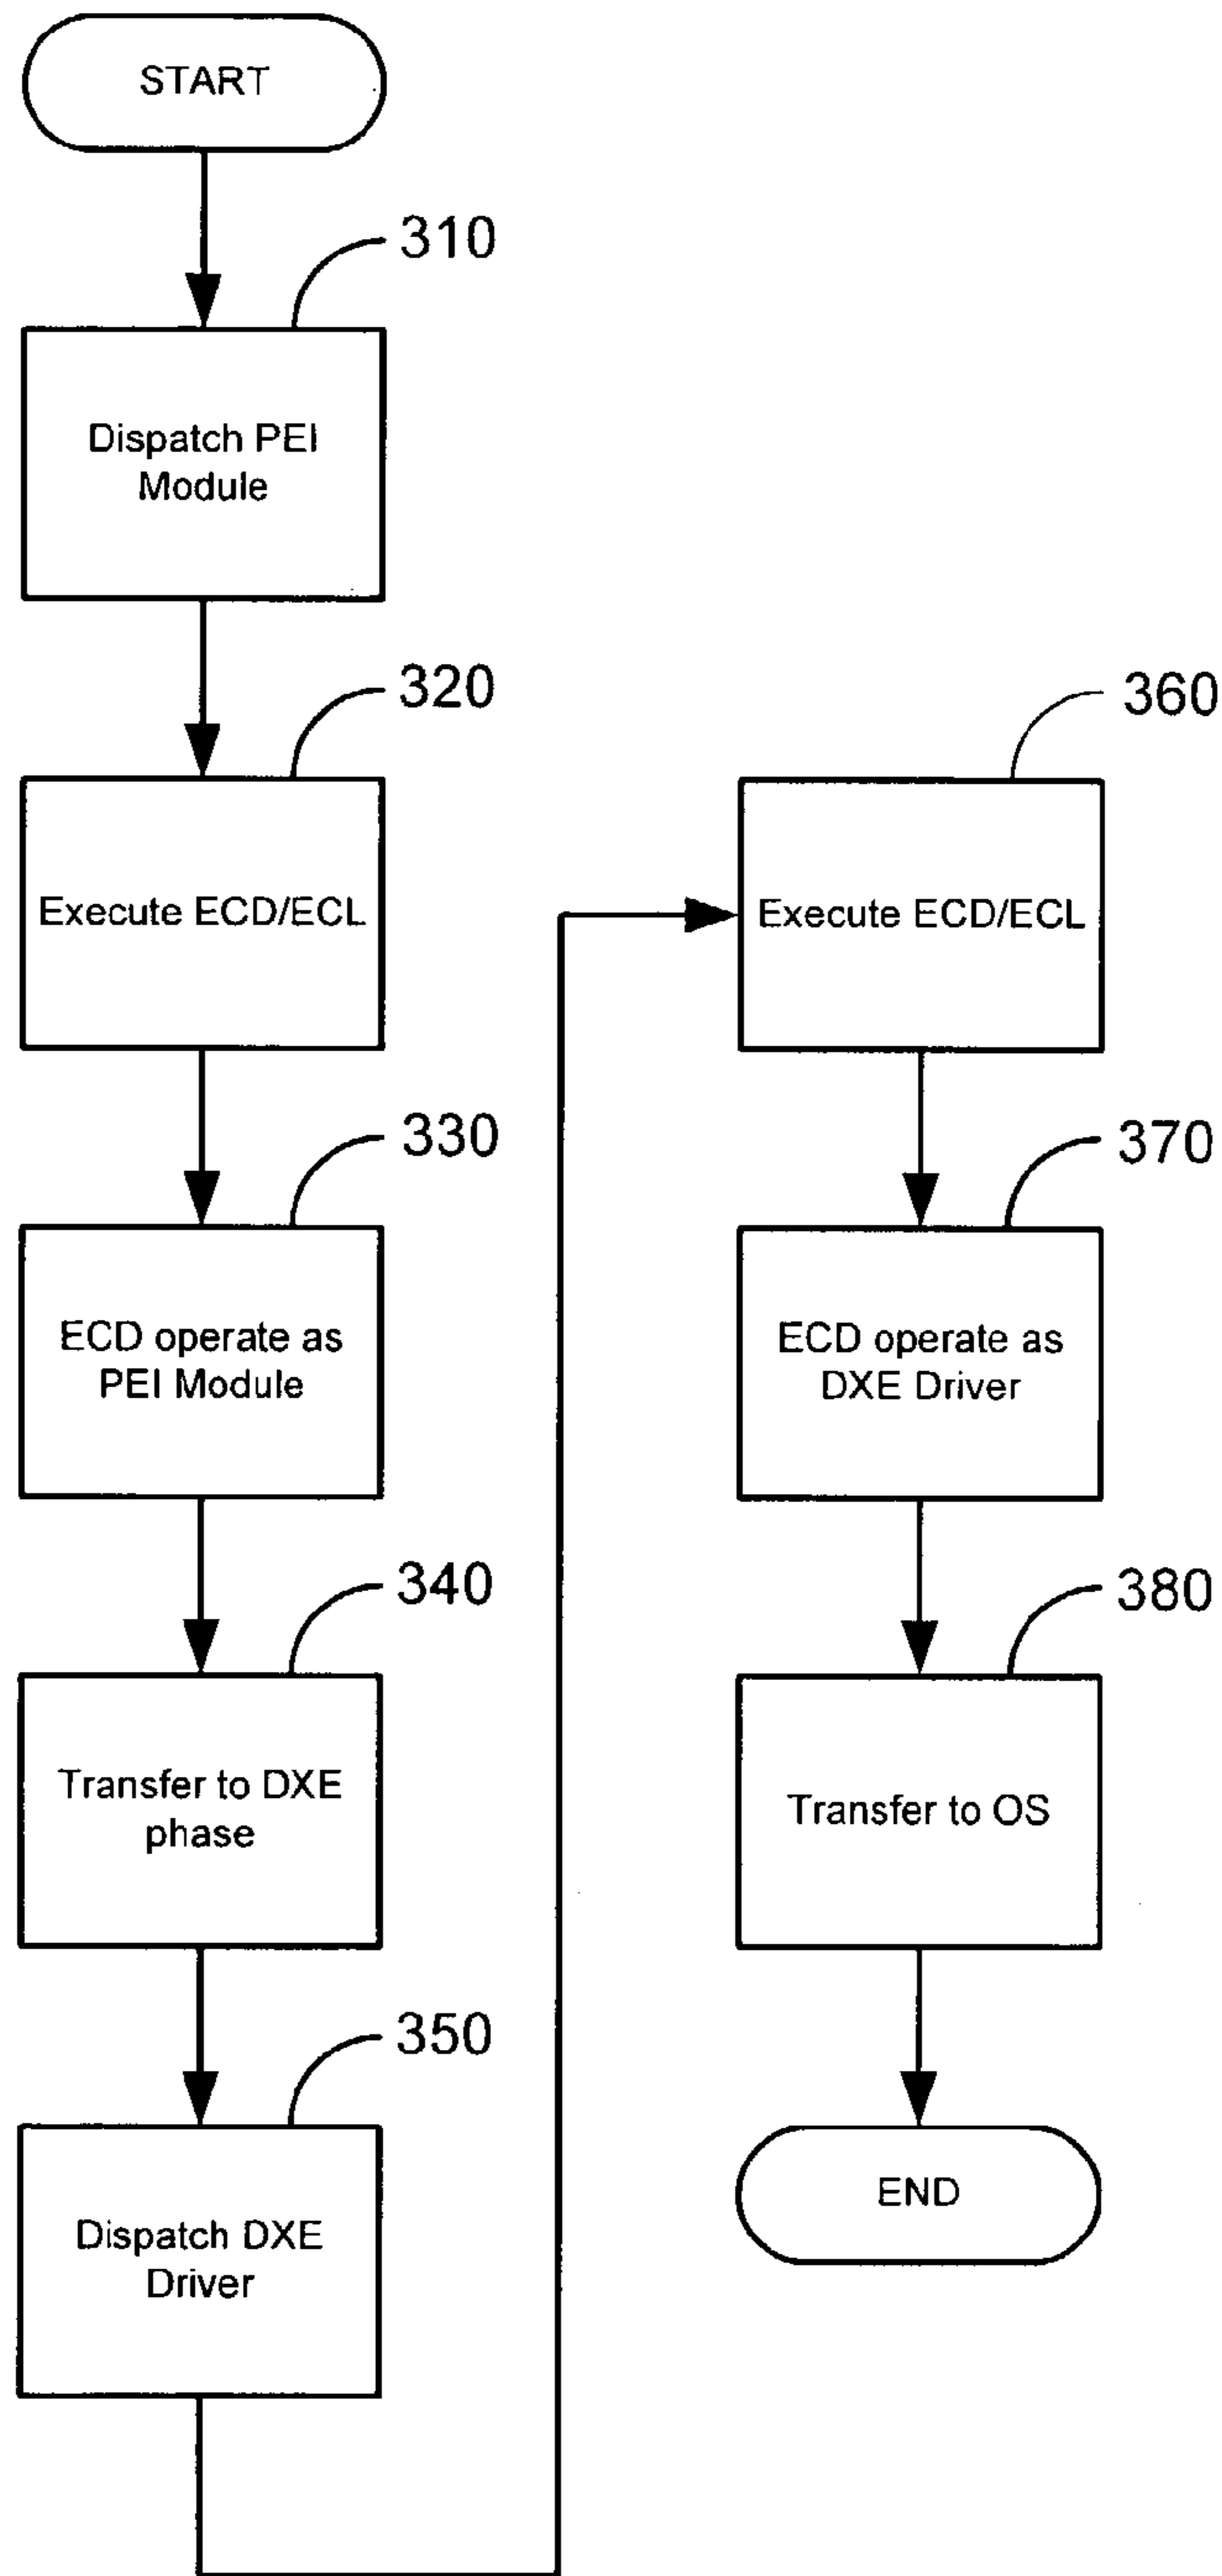 START
310
Dispatch PEI
Module
320
Execute ECD/ECL
330
ECD operate as
PEI Module
340
Transfer to DXE
phase
350
Dispatch DXE
Driver
360
Execute ECD/ECL
370
ECD operate as
DXE Driver
380
Transfer to OS
END